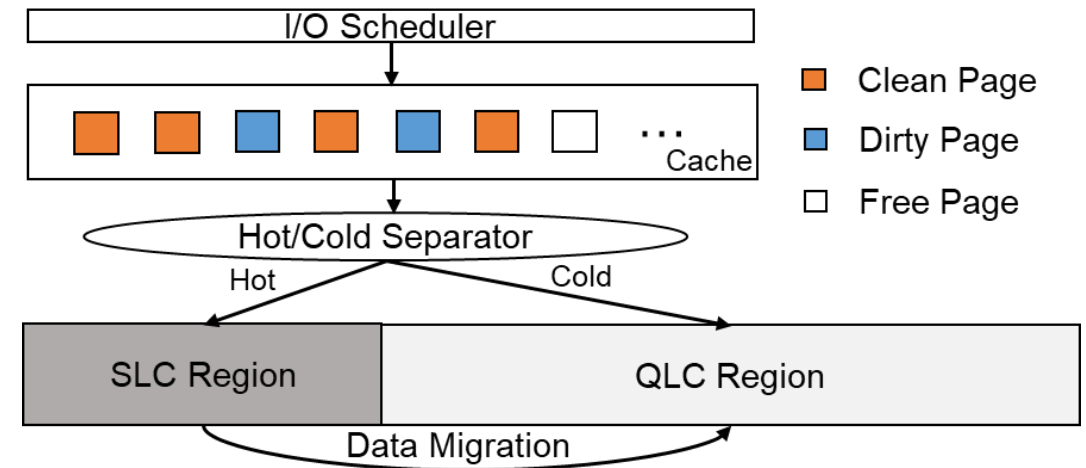 I/O Scheduler
...
Cache
Clean Page
Dirty Page
Free Page
Hot/Cold Separator
Hot
Cold
SLC Region
QLC Region
Data Migration